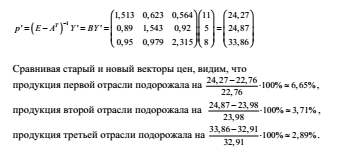 p'=(E−Aᵀ)⁻¹Y'=BY'=(1,513 0,623 0,564)(11)=(24,27)
(0,89 1,543 0,92)(5)=(24,87)
(0,95 0,979 2,315)(8)=(33,86)
Сравнивая старый и новый векторы цен, видим, что
продукция первой отрасли подорожала на (24,27−22,76)/22,76 ·100% ≈ 6,65%,
продукция второй отрасли подорожала на (24,87−23,98)/23,98 ·100% ≈ 3,71%,
продукция третьей отрасли подорожала на (33,86−32,91)/32,91 ·100% ≈ 2,89%.